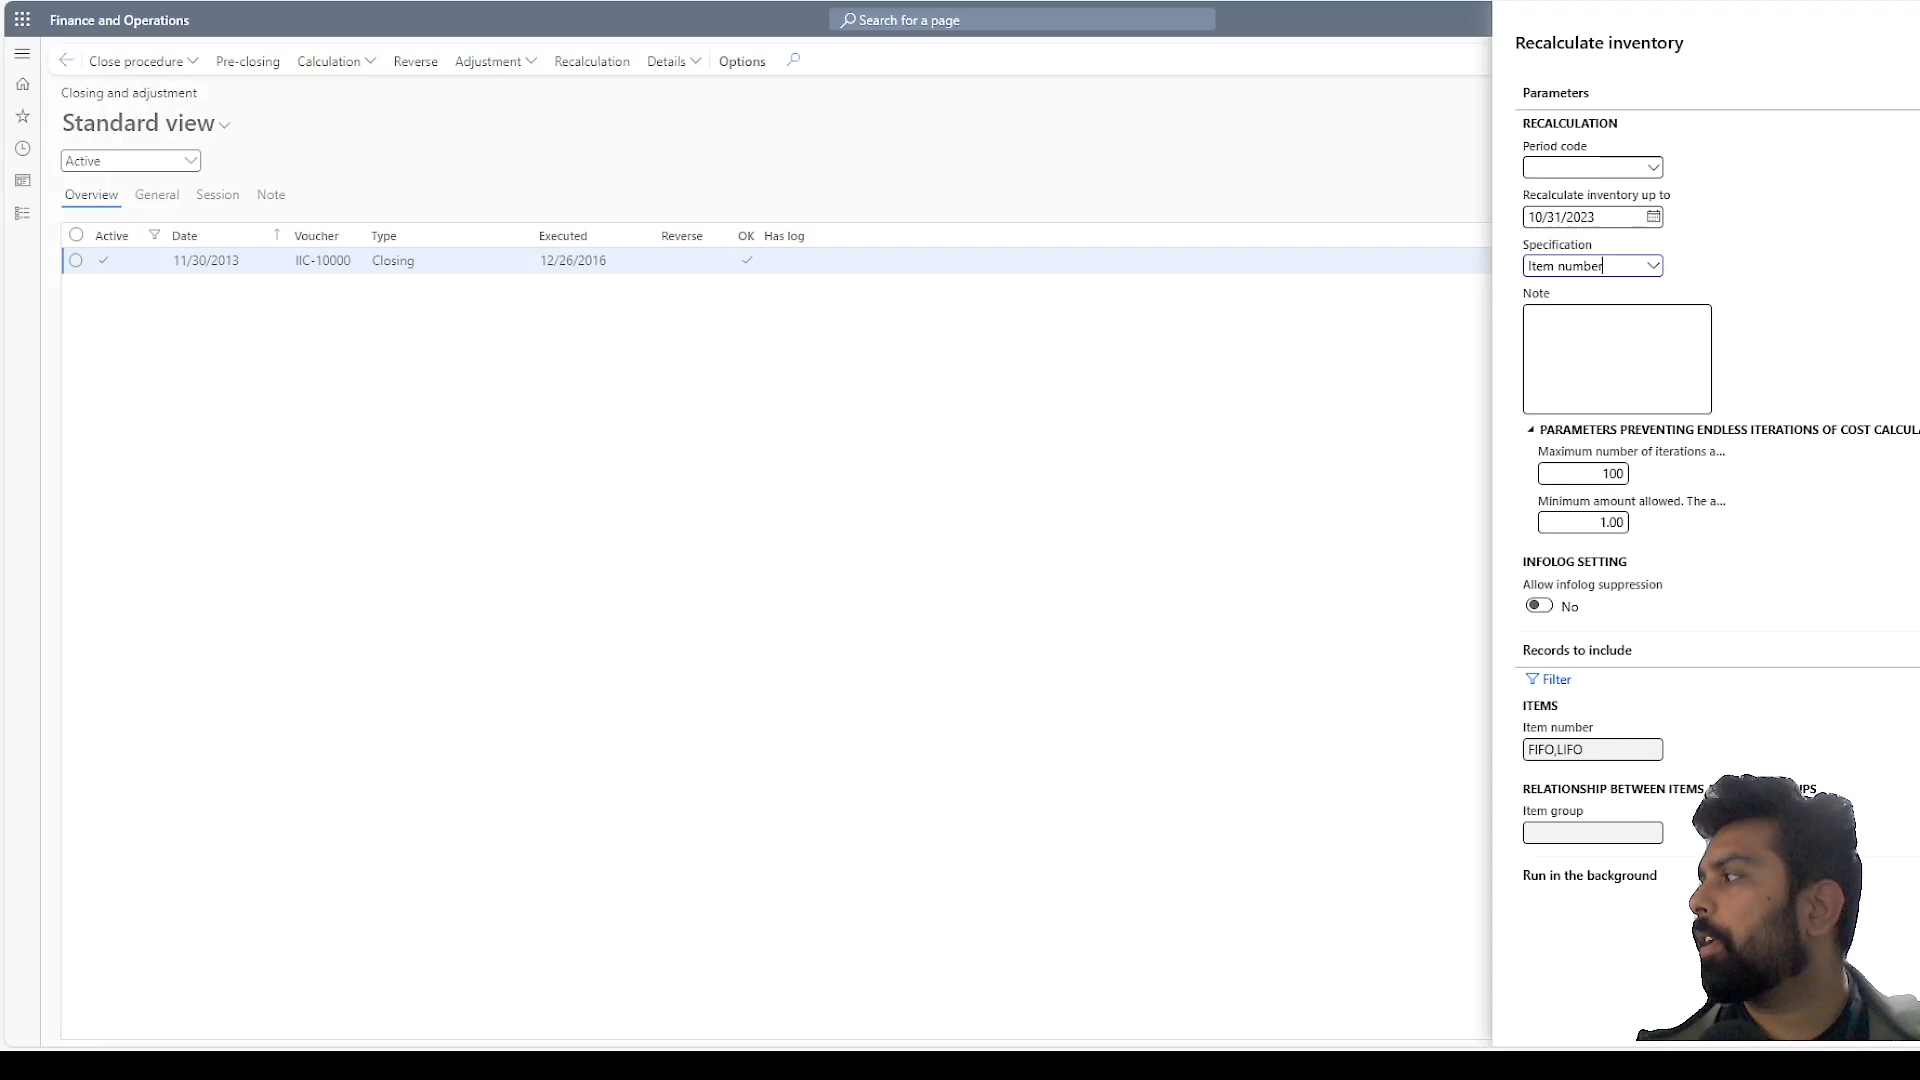 Finance and Operations
Search for a page
Close procedure Pre-closing Calculation Reverse Adjustment Recalculation Details Options
Closing and adjustment
Standard view
Active
Overview General Session Note
Active Date Voucher Type Executed Reverse OK Has log
11/30/2013 IIC-10000 Closing 12/26/2016
Recalculate inventory
Parameters
RECALCULATION
Period code
Recalculate inventory up to
10/31/2023
Specification
Item number
Note
PARAMETERS PREVENTING ENDLESS ITERATIONS OF COST CALCULA
Maximum number of iterations a...
100
Minimum amount allowed. The a...
1.00
INFOLOG SETTING
Allow infolog suppression
No
Records to include
Filter
ITEMS
Item number
FIFO,LIFO
RELATIONSHIP BETWEEN ITEMS
Item group
Run in the background